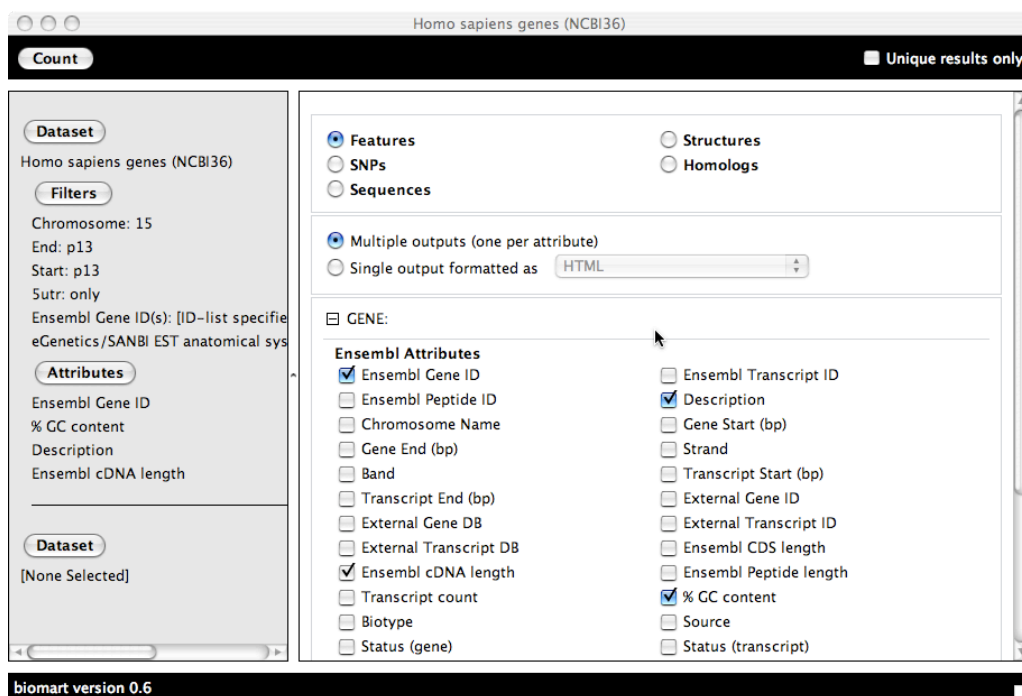 Homo sapiens genes (NCBI36)
Count
Unique results only
Dataset
Homo sapiens genes (NCBI36)
Filters
Chromosome: 15
End: p13
Start: p13
5utr: only
Ensembl Gene ID(s): [ID-list specifie
eGenetics/SANBI EST anatomical sys
Attributes
Ensembl Gene ID
% GC content
Description
Ensembl cDNA length
Dataset
[None Selected]
Features
Structures
SNPs
Homologs
Sequences
Multiple outputs (one per attribute)
Single output formatted as HTML
GENE:
Ensembl Attributes
Ensembl Gene ID
Ensembl Transcript ID
Ensembl Peptide ID
Description
Chromosome Name
Gene Start (bp)
Gene End (bp)
Strand
Band
Transcript Start (bp)
Transcript End (bp)
External Gene ID
External Gene DB
External Transcript ID
External Transcript DB
Ensembl CDS length
Ensembl cDNA length
Ensembl Peptide length
Transcript count
% GC content
Biotype
Source
Status (gene)
Status (transcript)
biomart version 0.6